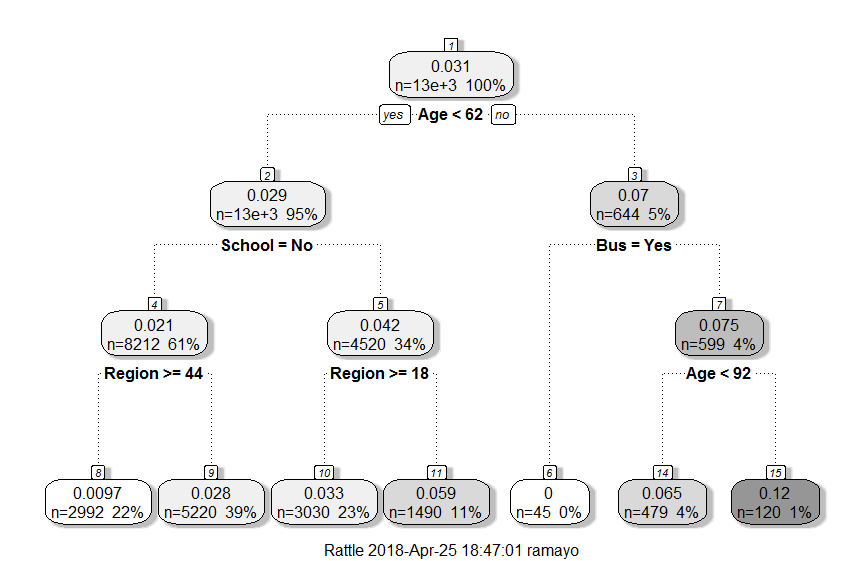 1
0.031
n=13e+3 100%
yes Age < 62 no
2
3
0.029
n=13e+3 95%
0.07
n=644 5%
School = No
Bus = Yes
4
5
7
0.021
n=8212 61%
0.042
n=4520 34%
0.075
n=599 4%
Region >= 44
Region >= 18
Age < 92
8
9
10
11
6
14
15
0.0097
n=2992 22%
0.028
n=5220 39%
0.033
n=3030 23%
0.059
n=1490 11%
0
n=45 0%
0.065
n=479 4%
0.12
n=120 1%
Rattle 2018-Apr-25 18:47:01 ramayo